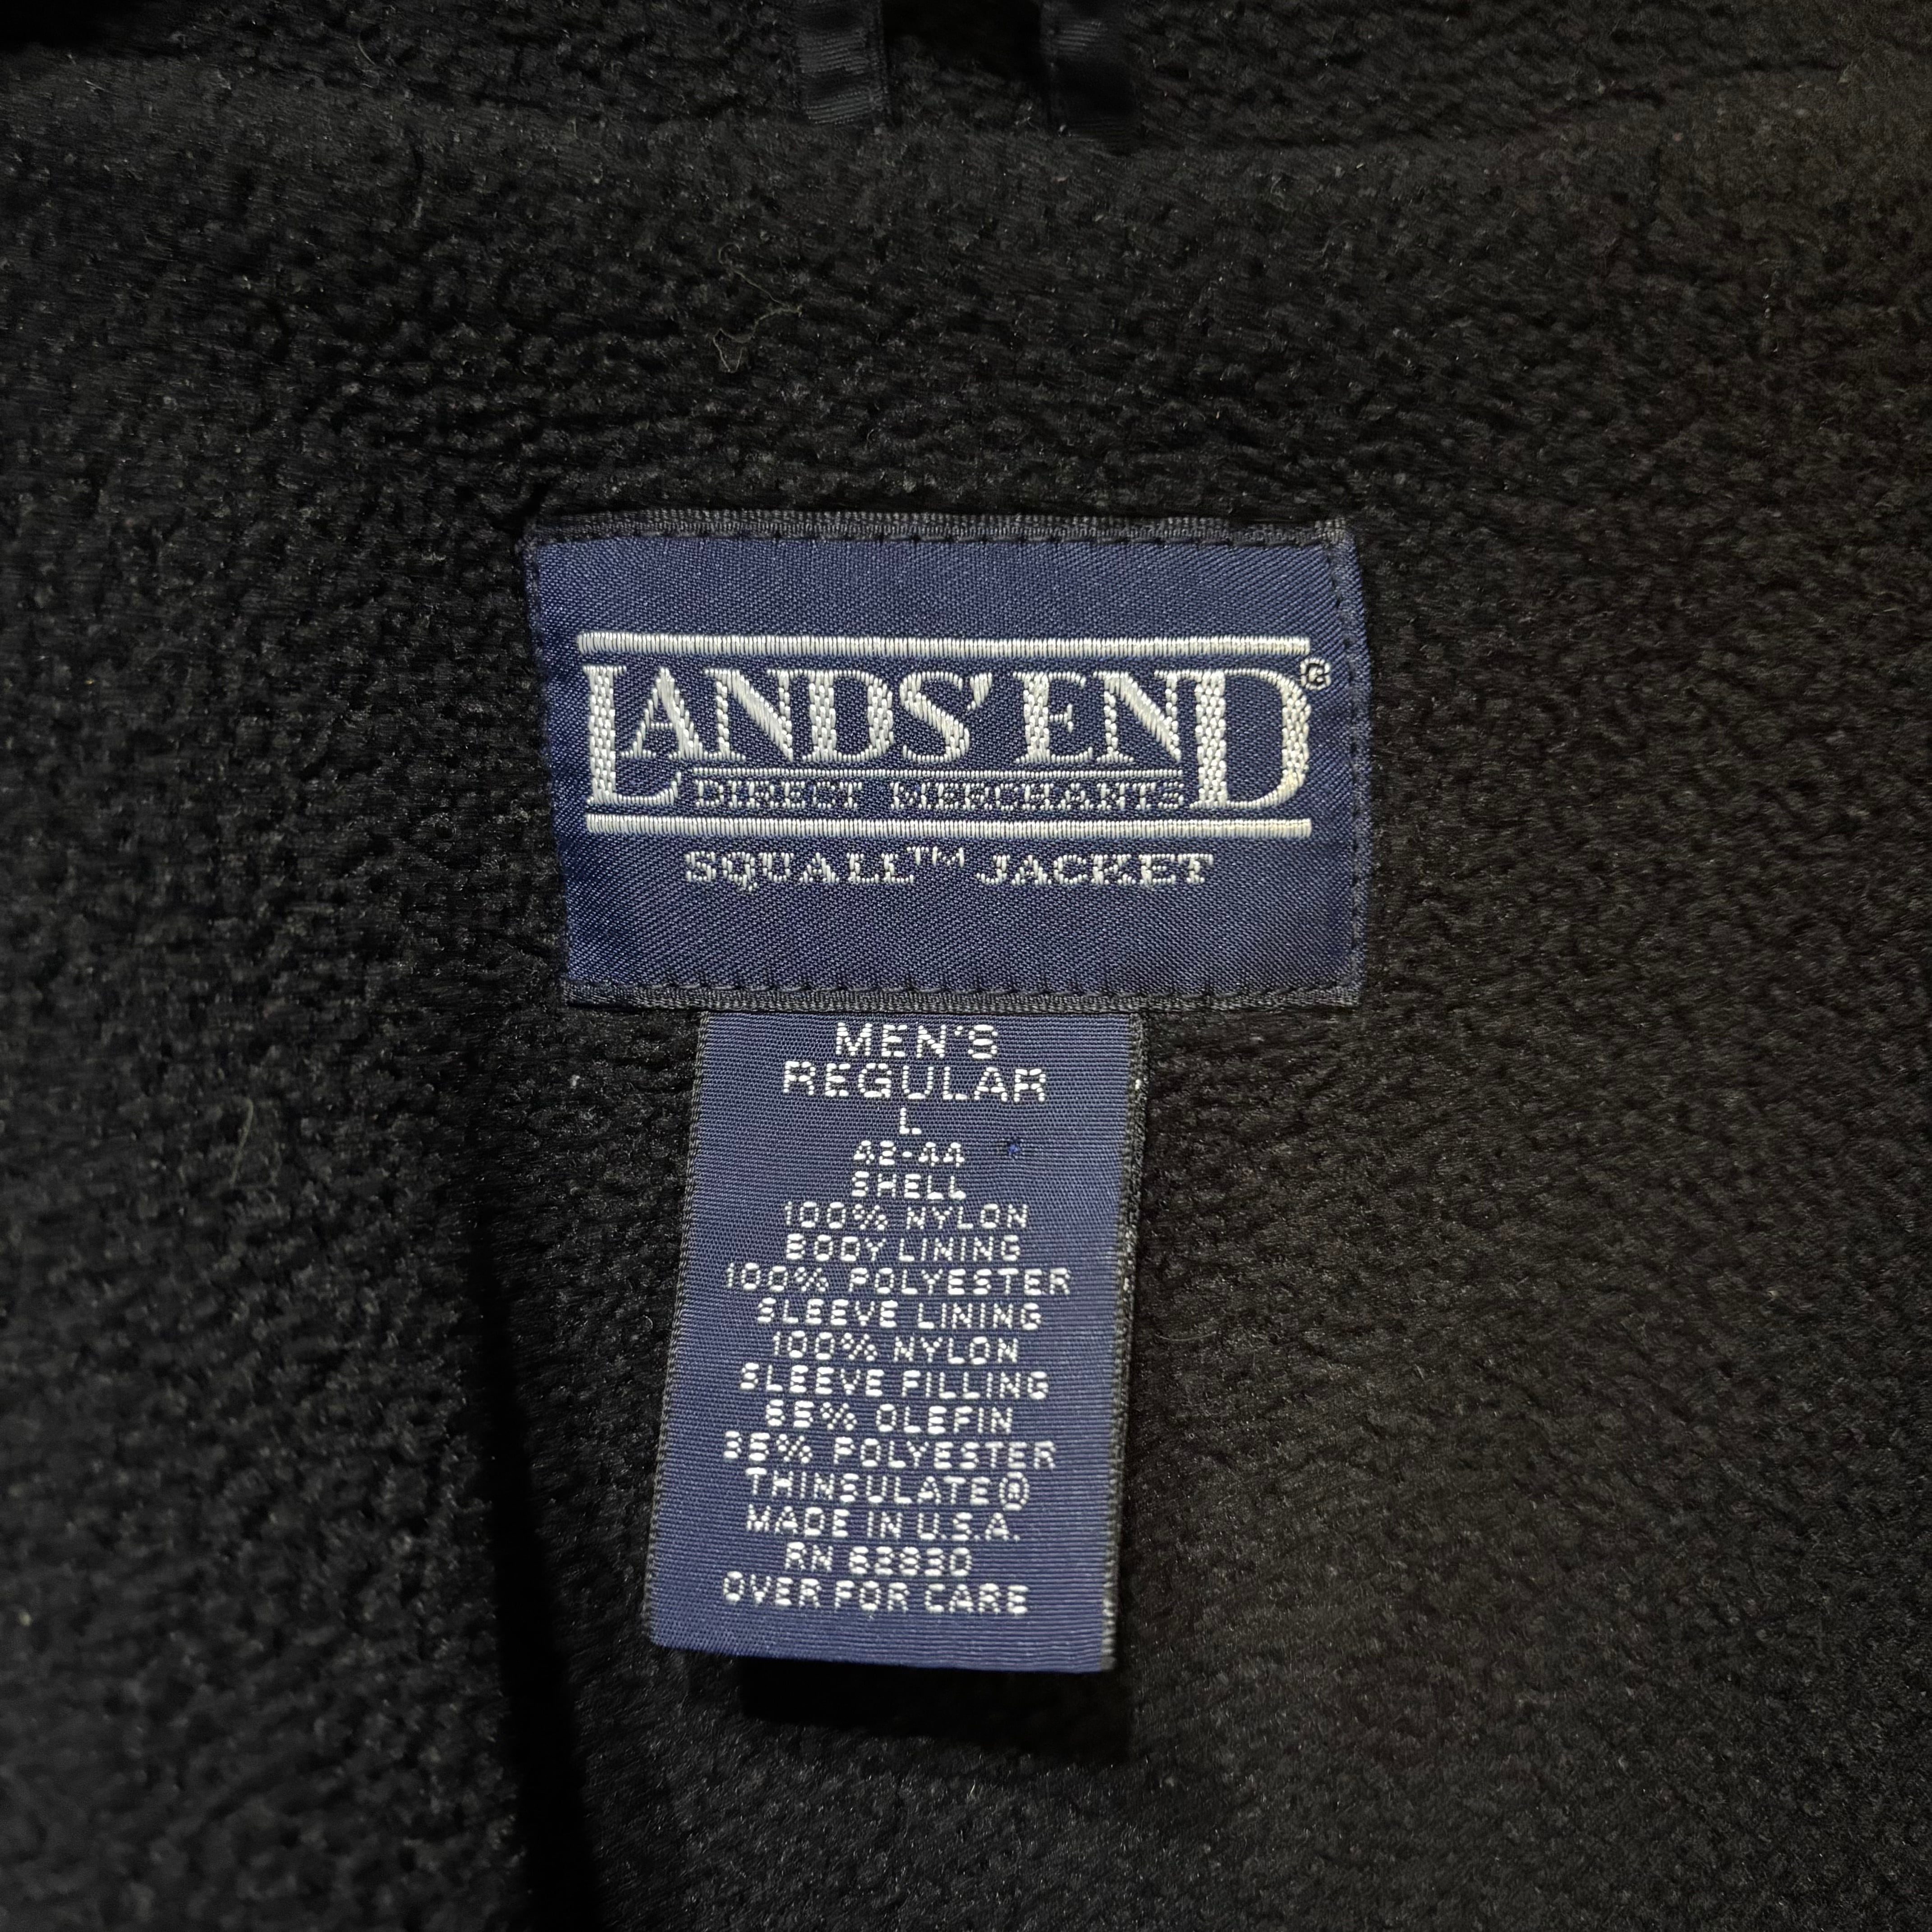 LANDS' END®
DIRECT MERCHANTS
SQUALL™ JACKET
MEN'S
REGULAR
L
42-44
SHELL
100% NYLON
BODY LINING
100% POLYESTER
SLEEVE LINING
100% NYLON
SLEEVE FILLING
65% OLEFIN
35% POLYESTER
THINSULATE®
MADE IN U.S.A.
RN 62830
OVER FOR CARE